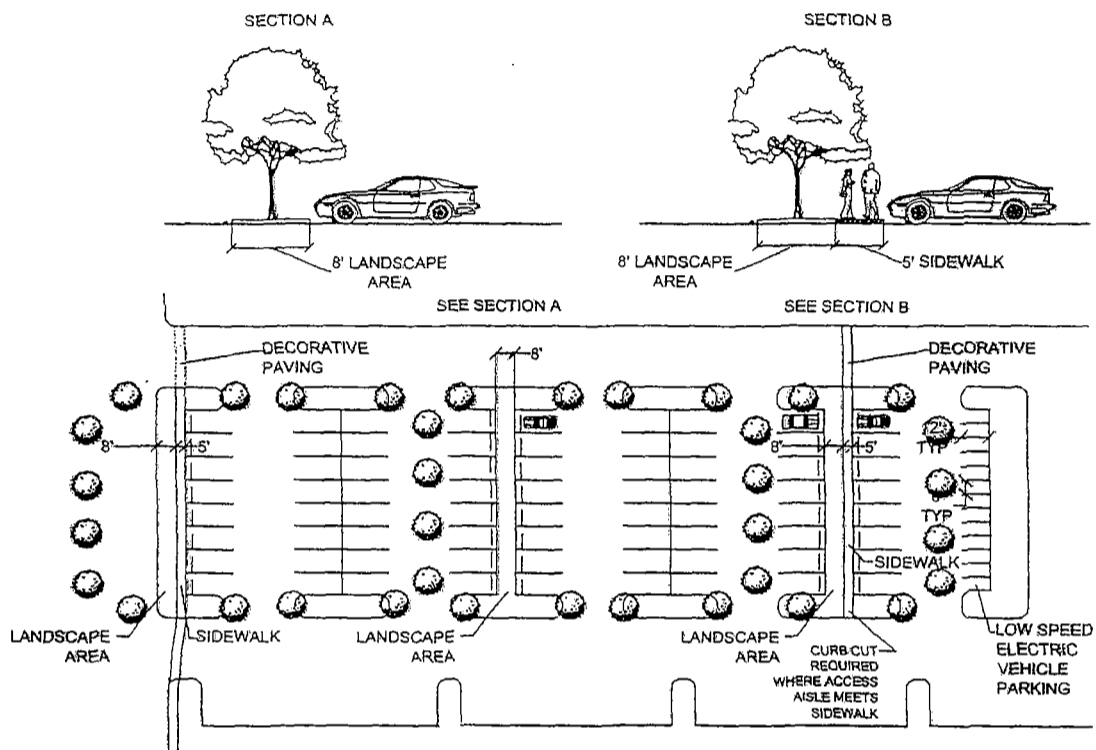 SECTION A
SECTION B
8' LANDSCAPE
AREA
8' LANDSCAPE
AREA
5' SIDEWALK
SEE SECTION A
SEE SECTION B
DECORATIVE
PAVING
8'
DECORATIVE
PAVING
8'
5'
8'
5'
12'
TYP
TYP
SIDEWALK
LANDSCAPE
AREA
SIDEWALK
LANDSCAPE
AREA
LANDSCAPE
AREA
CURB CUT
REQUIRED
WHERE ACCESS
AISLE MEETS
SIDEWALK
LOW SPEED
ELECTRIC
VEHICLE
PARKING